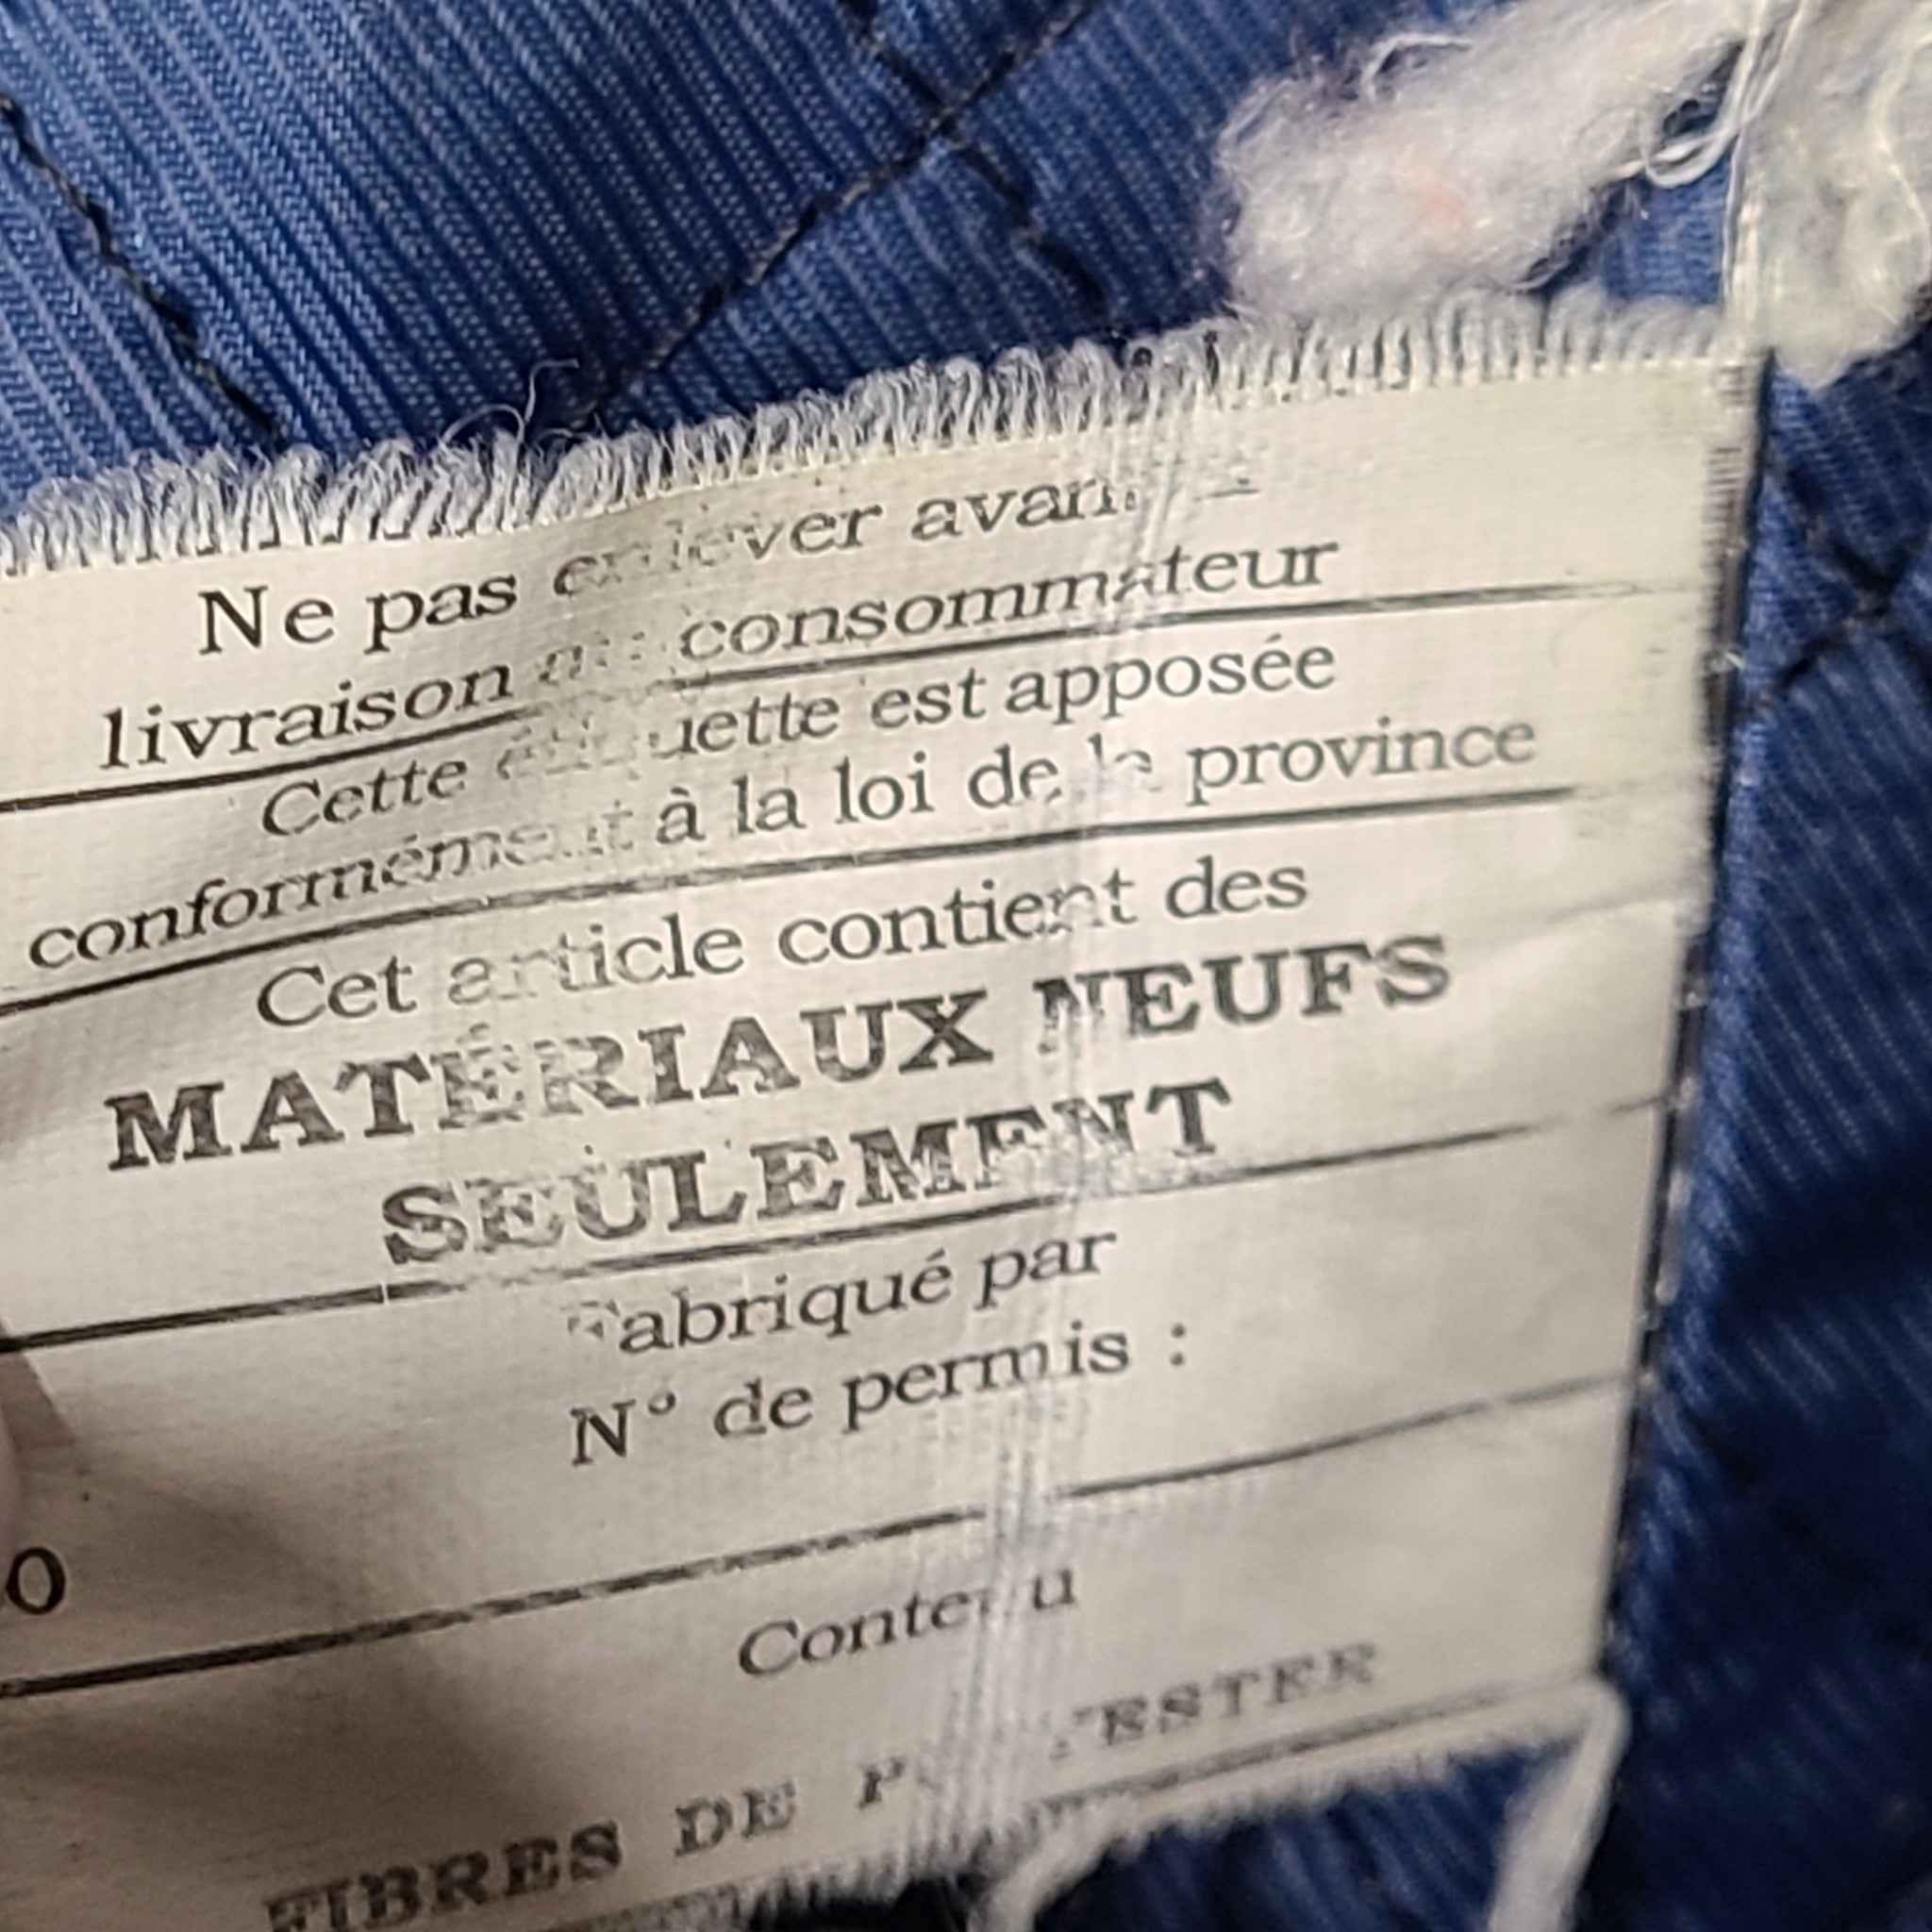 Ne pas enlever avant
livraison au consommateur
Cette étiquette est apposée
conformément à la loi de la province
Cet article contient des
MATÉRIAUX NEUFS
SEULEMENT
Fabriqué par
N° de permis :
Contenu
FIBRES DE POLYESTER